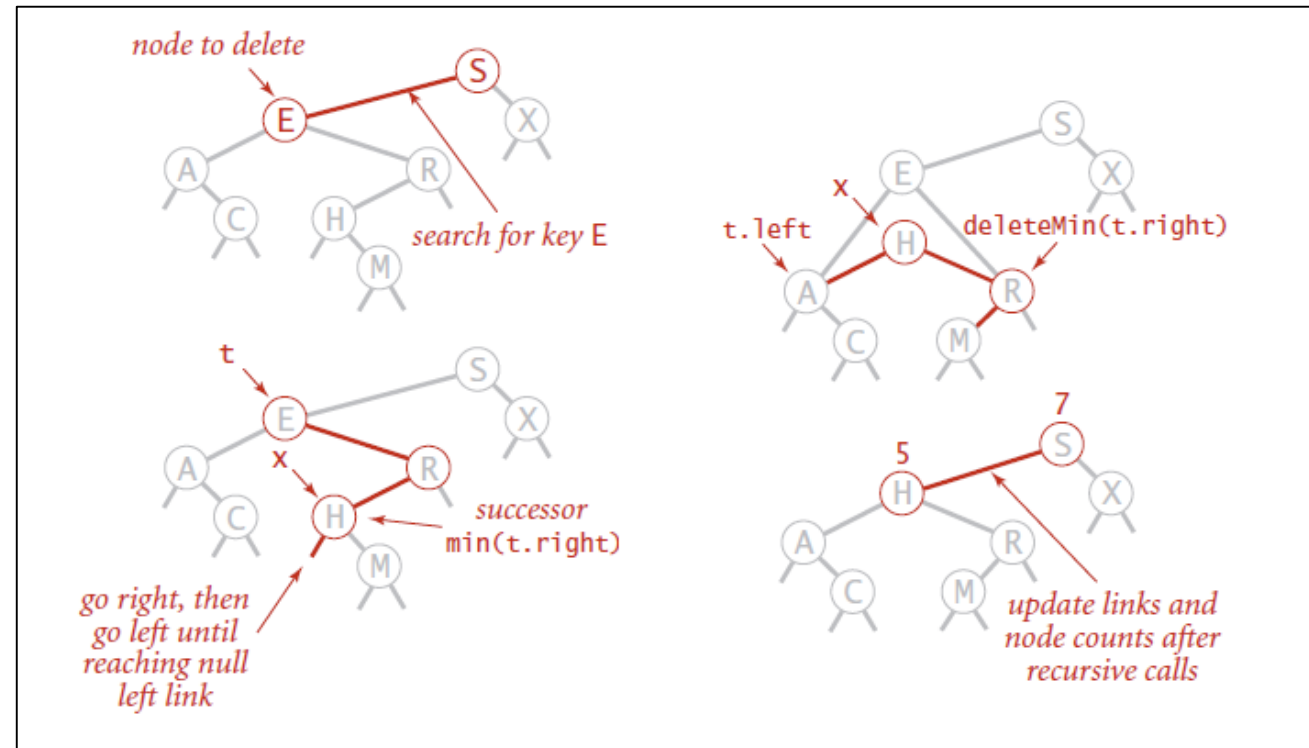 node to delete
S
E
X
A
R
C
H
search for key E
M
t
S
E
X
A
x
R
C
H
successor
min(t.right)
M
go right, then
go left until
reaching null
left link
S
E
X
x
t.left
H
deleteMin(t.right)
A
R
C
M
7
5
S
H
X
A
R
C
M
update links and
node counts after
recursive calls